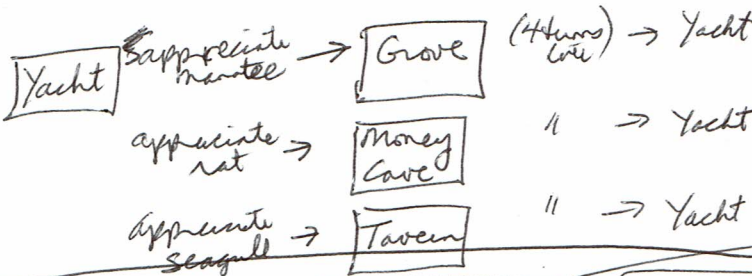 Yacht appreciate manatee → Grove (4 turns later) → Yacht
appreciate rat → Money Cave " → Yacht
appreciate seagull → Tavern " → Yacht